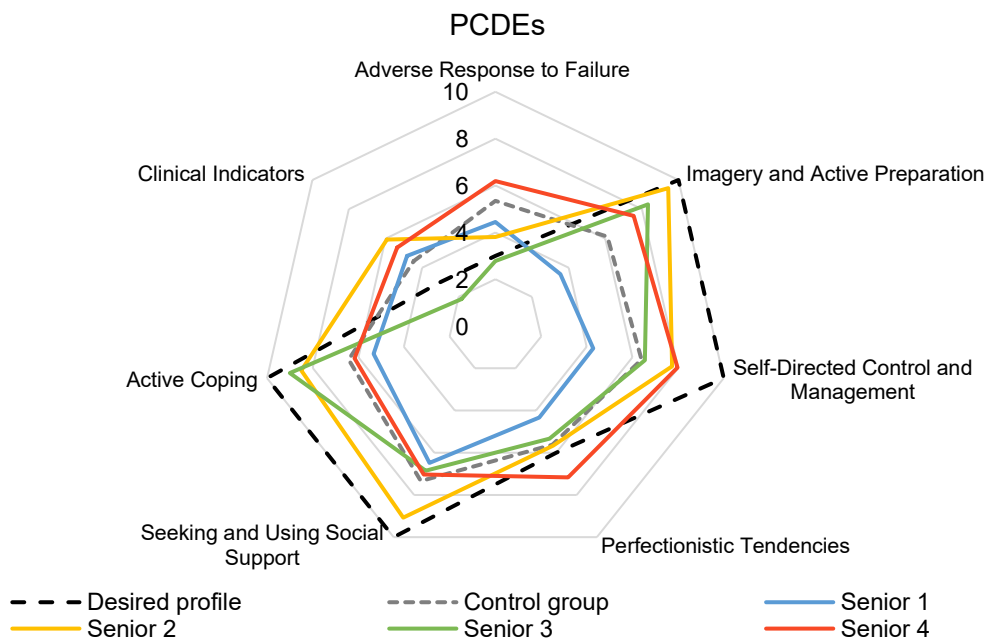 PCDEs
Adverse Response to Failure
10
8
6
4
2
0
Clinical Indicators
Imagery and Active Preparation
Active Coping
Self-Directed Control and
Management
Seeking and Using Social
Support
Perfectionistic Tendencies
Desired profile
Control group
Senior 1
Senior 2
Senior 3
Senior 4